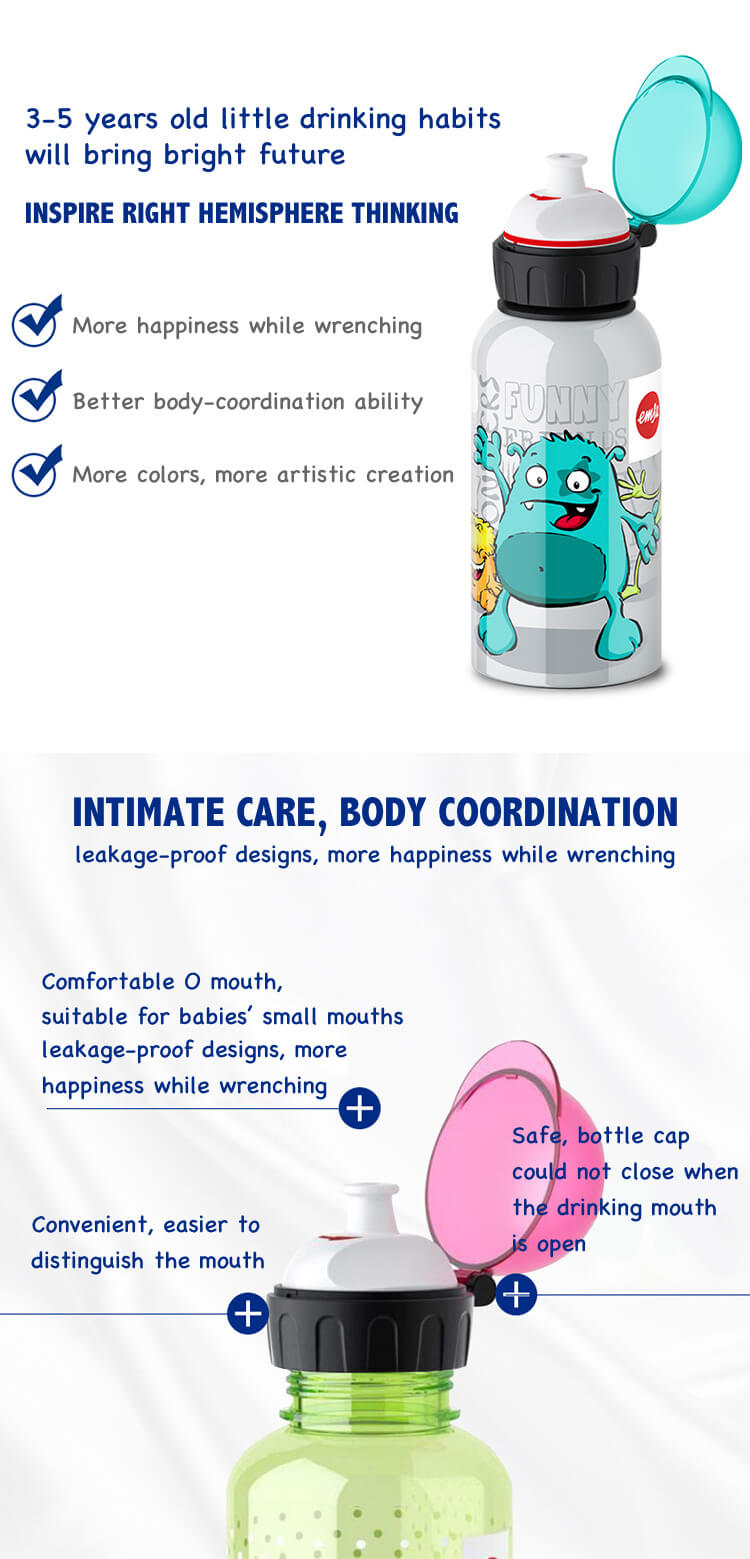 3-5 years old little drinking habits
will bring bright future
INSPIRE RIGHT HEMISPHERE THINKING
More happiness while wrenching
Better body-coordination ability
More colors, more artistic creation
FUNNY
emsa
INTIMATE CARE, BODY COORDINATION
leakage-proof designs, more happiness while wrenching
Comfortable O mouth,
suitable for babies’ small mouths
leakage-proof designs, more
happiness while wrenching
Safe, bottle cap
could not close when
the drinking mouth
is open
Convenient, easier to
distinguish the mouth